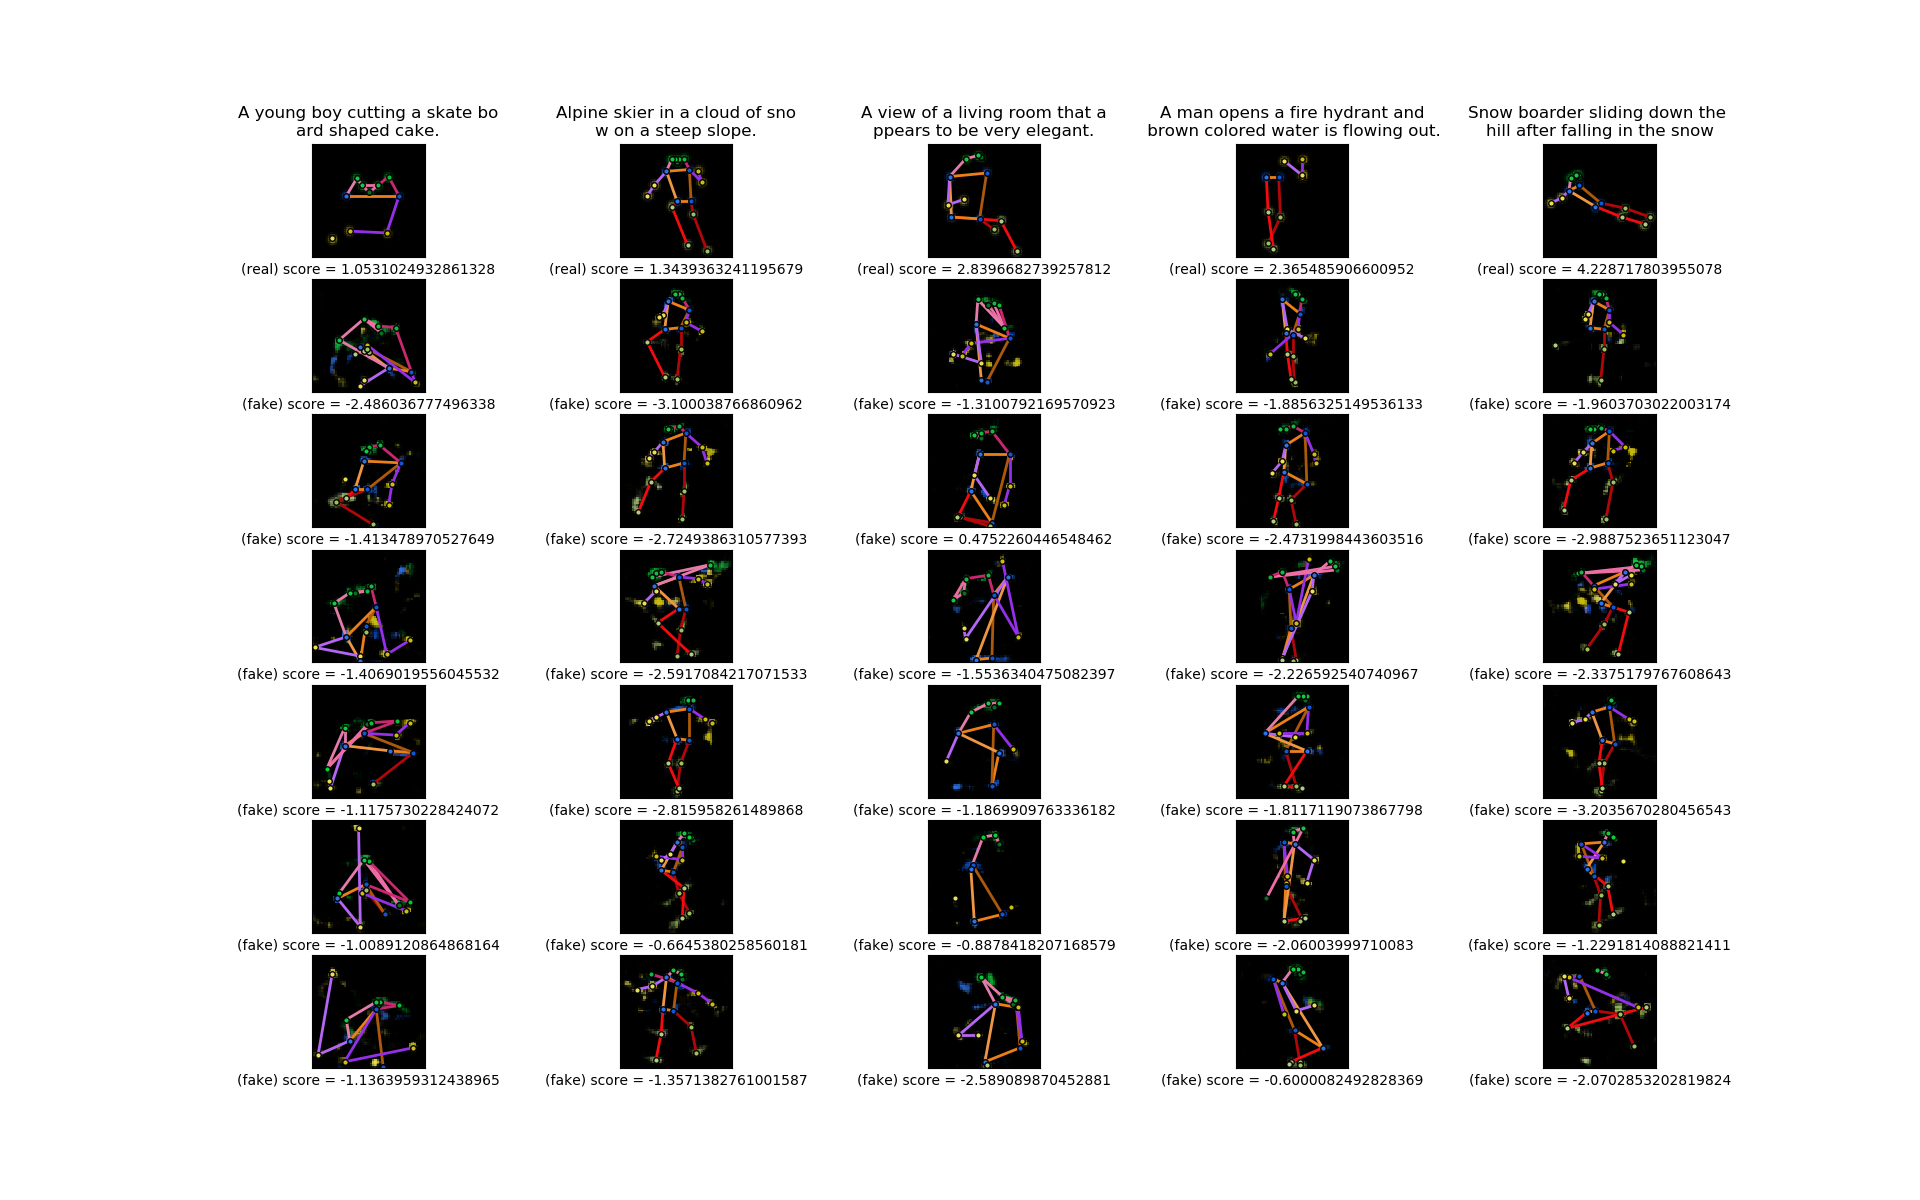 A young boy cutting a skate bo
ard shaped cake.
Alpine skier in a cloud of sno
w on a steep slope.
A view of a living room that a
ppears to be very elegant.
A man opens a fire hydrant and
brown colored water is flowing out.
Snow boarder sliding down the
hill after falling in the snow
(real) score = 1.0531024932861328
(real) score = 1.3439363241195679
(real) score = 2.8396682739257812
(real) score = 2.365485906600952
(real) score = 4.228717803955078
(fake) score = -2.486036777496338
(fake) score = -3.100038766860962
(fake) score = -1.3100792169570923
(fake) score = -1.8856325149536133
(fake) score = -1.9603703022003174
(fake) score = -1.413478970527649
(fake) score = -2.7249386310577393
(fake) score = 0.4752260446548462
(fake) score = -2.4731998443603516
(fake) score = -2.9887523651123047
(fake) score = -1.4069019556045532
(fake) score = -2.5917084217071533
(fake) score = -1.5536340475082397
(fake) score = -2.226592540740967
(fake) score = -2.3375179767608643
(fake) score = -1.1175730228424072
(fake) score = -2.815958261489868
(fake) score = -1.1869909763336182
(fake) score = -1.8117119073867798
(fake) score = -3.2035670280456543
(fake) score = -1.0089120864868164
(fake) score = -0.6645380258560181
(fake) score = -0.8878418207168579
(fake) score = -2.06003999710083
(fake) score = -1.2291814088821411
(fake) score = -1.1363959312438965
(fake) score = -1.3571382761001587
(fake) score = -2.589089870452881
(fake) score = -0.6000082492828369
(fake) score = -2.0702853202819824